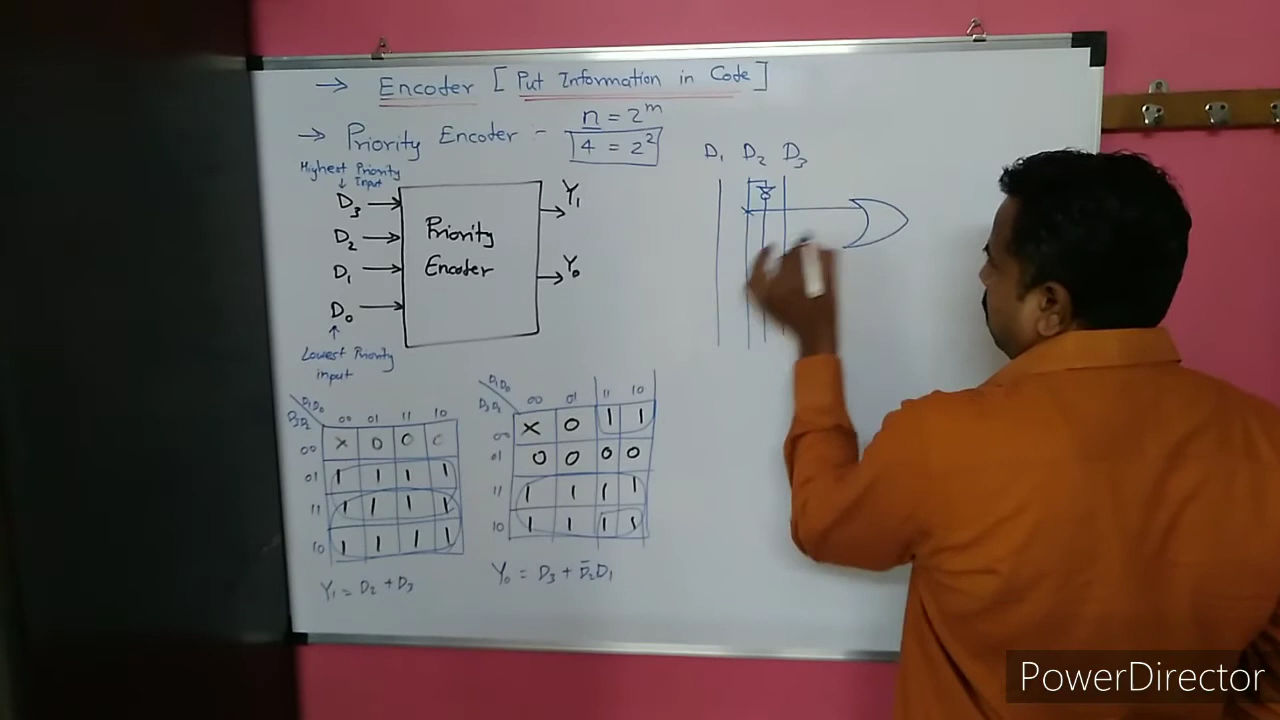 → Encoder [ Put Information in Code ]
→ Priority Encoder - n = 2^m
4 = 2^2
Highest Priority
Input
D3
D2
D1
D0
Lowest Priority
input
Priority
Encoder
Y1
Y0
D1 D2 D3
D1D0
D3D2
00 01 11 10
00 X 0 0 0
01 1 1 1 1
11 1 1 1 1
10 1 1 1 1
Y1 = D2 + D3
D1D0
D3D2
00 01 11 10
00 X 0 1 1
01 0 0 0 0
11 1 1 1 1
10 1 1 1 1
Y0 = D3 + D̄2D1
PowerDirector